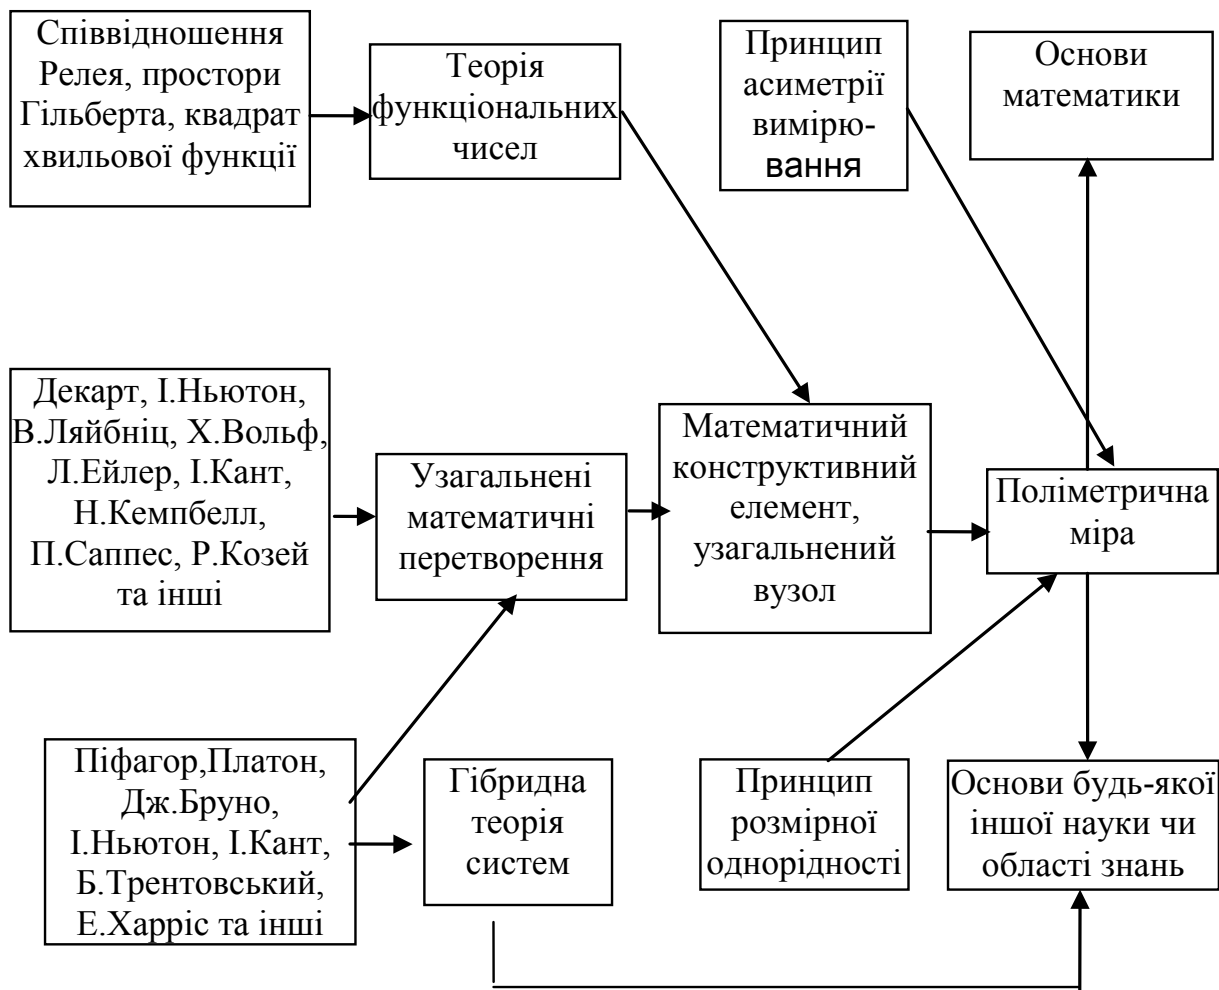 Співвідношення
Релея, простори
Гільберта, квадрат
хвильової функції
Теорія
функціональних
чисел
Принцип
асиметрії
вимірю-
вання
Основи
математики
Декарт, І.Ньютон,
В.Ляйбніц, Х.Вольф,
Л.Ейлер, І.Кант,
Н.Кемпбелл,
П.Саппес, Р.Козей
та інші
Узагальнені
математичні
перетворення
Математичний
конструктивний
елемент,
узагальнений
вузол
Поліметрична
міра
Піфагор,Платон,
Дж.Бруно,
І.Ньютон, І.Кант,
Б.Трентовський,
Е.Харріс та інші
Гібридна
теорія
систем
Принцип
розмірної
однорідності
Основи будь-якої
іншої науки чи
області знань